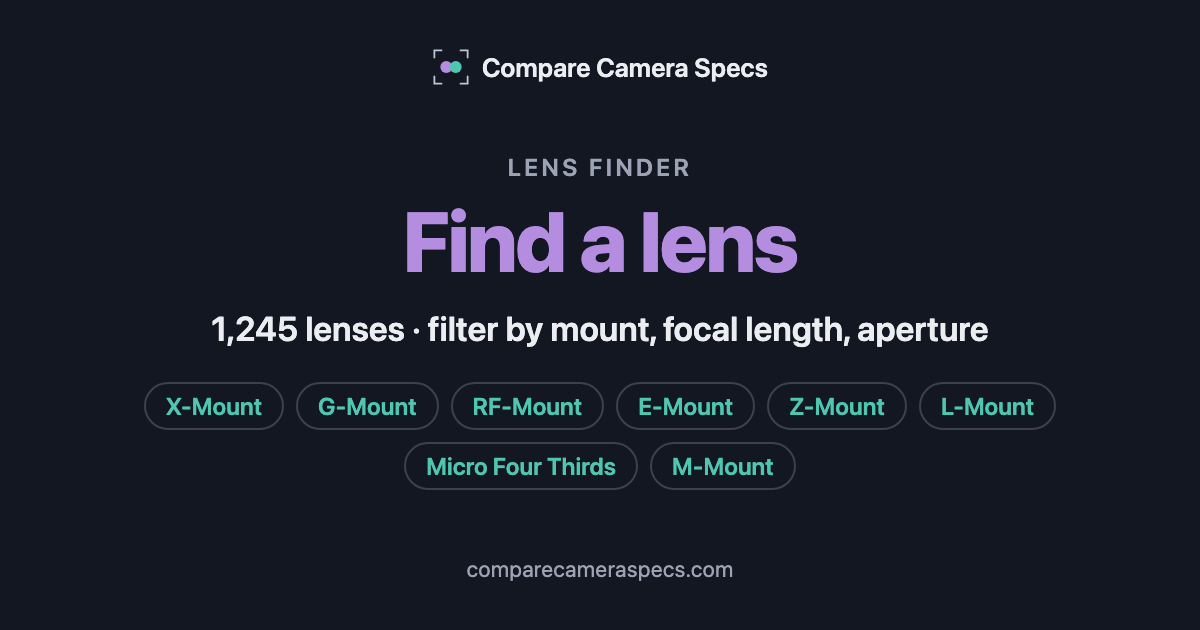 Compare Camera Specs
LENS FINDER
Find a lens
1,245 lenses · filter by mount, focal length, aperture
X-Mount G-Mount RF-Mount E-Mount Z-Mount L-Mount
Micro Four Thirds M-Mount
comparecameraspecs.com